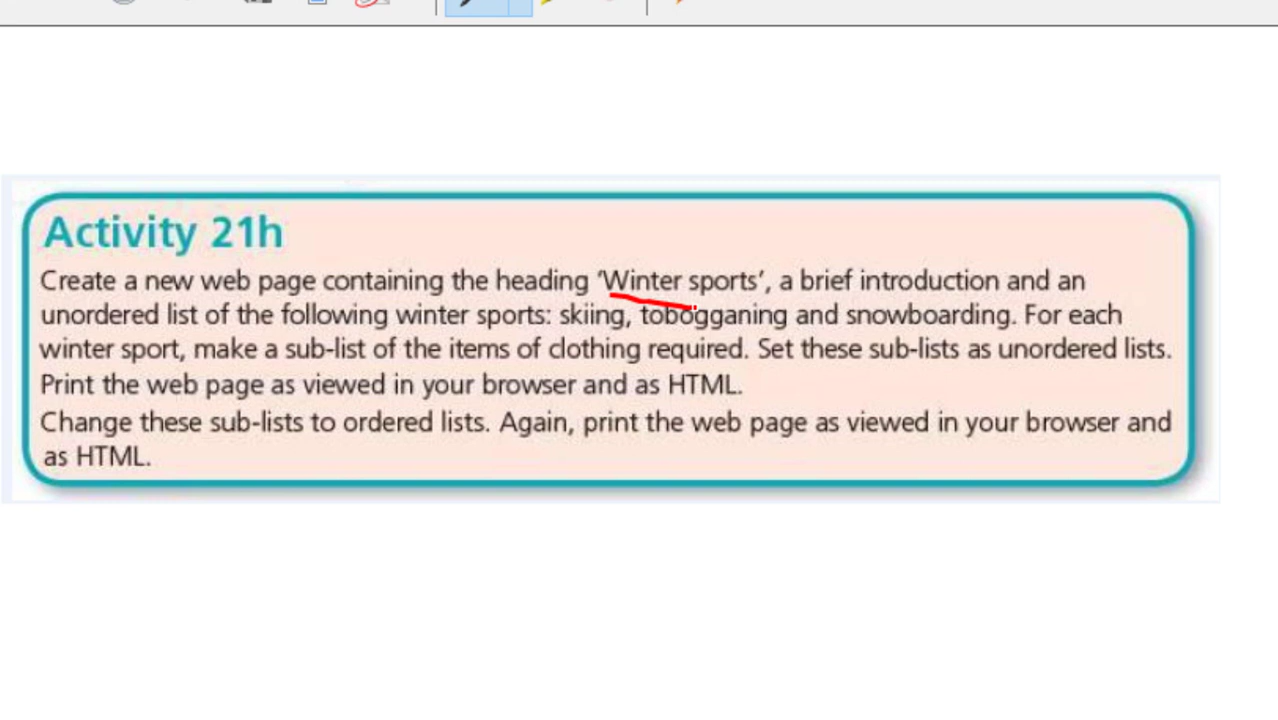 Activity 21h
Create a new web page containing the heading ‘Winter sports’, a brief introduction and an
unordered list of the following winter sports: skiing, tobogganing and snowboarding. For each
winter sport, make a sub-list of the items of clothing required. Set these sub-lists as unordered lists.
Print the web page as viewed in your browser and as HTML.
Change these sub-lists to ordered lists. Again, print the web page as viewed in your browser and
as HTML.